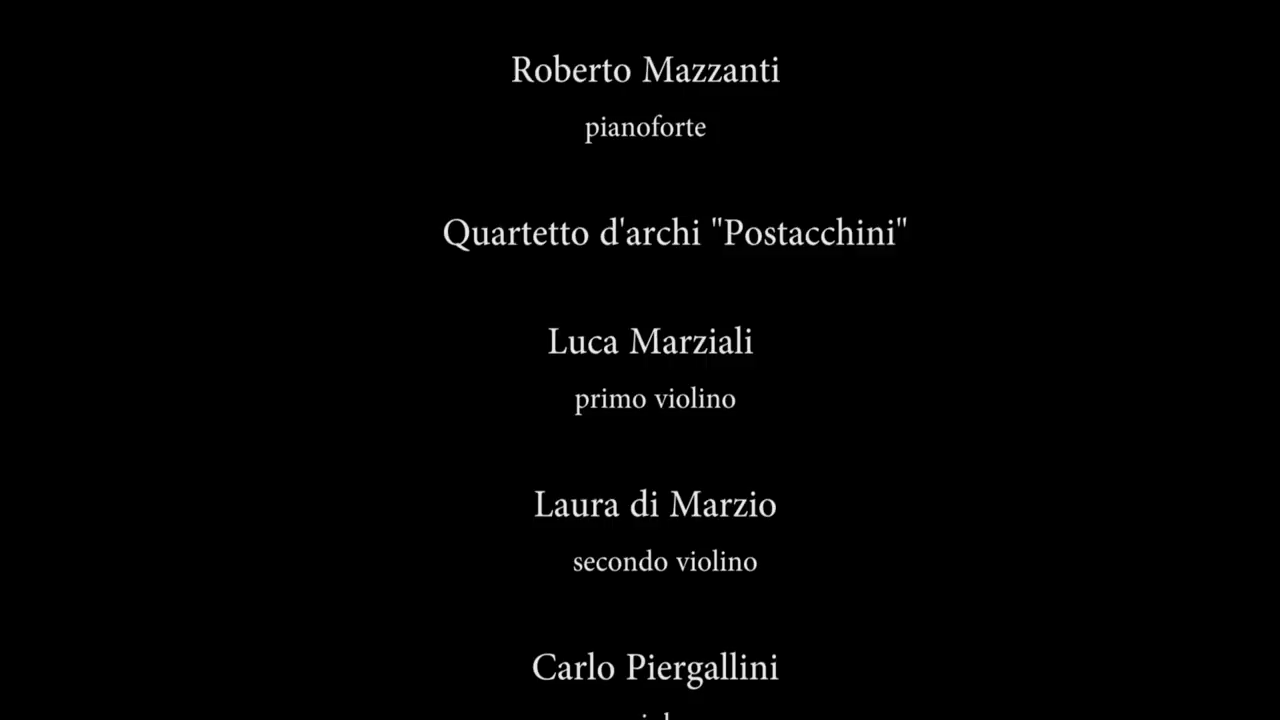 Roberto Mazzanti
pianoforte
Quartetto d'archi "Postacchini"
Luca Marziali
primo violino
Laura di Marzio
secondo violino
Carlo Piergallini